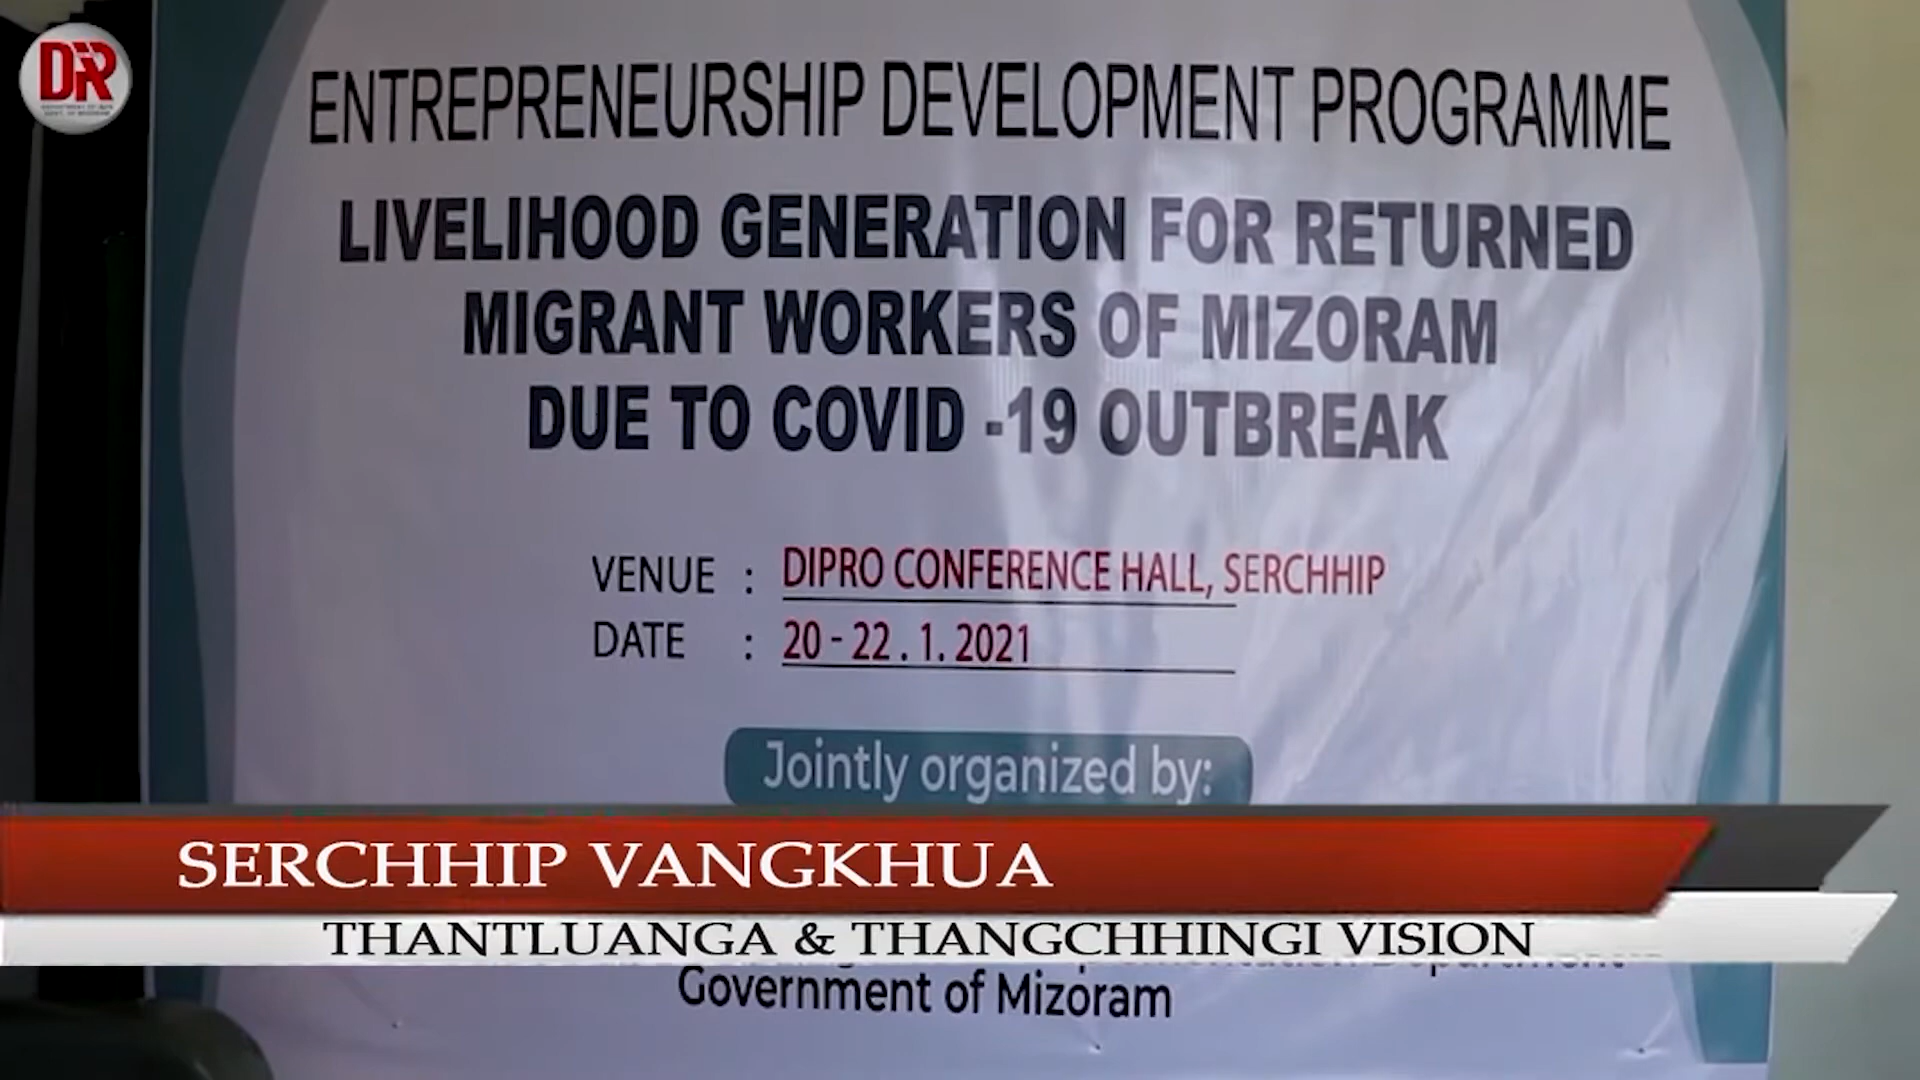 DIPR
ENTREPRENEURSHIP DEVELOPMENT PROGRAMME
LIVELIHOOD GENERATION FOR RETURNED
MIGRANT WORKERS OF MIZORAM
DUE TO COVID -19 OUTBREAK
VENUE : DIPRO CONFERENCE HALL, SERCHHIP
DATE : 20 - 22 . 1. 2021
Jointly organized by:
SERCHHIP VANGKHUA
THANTLUANGA & THANGCHHINGI VISION
Government of Mizoram